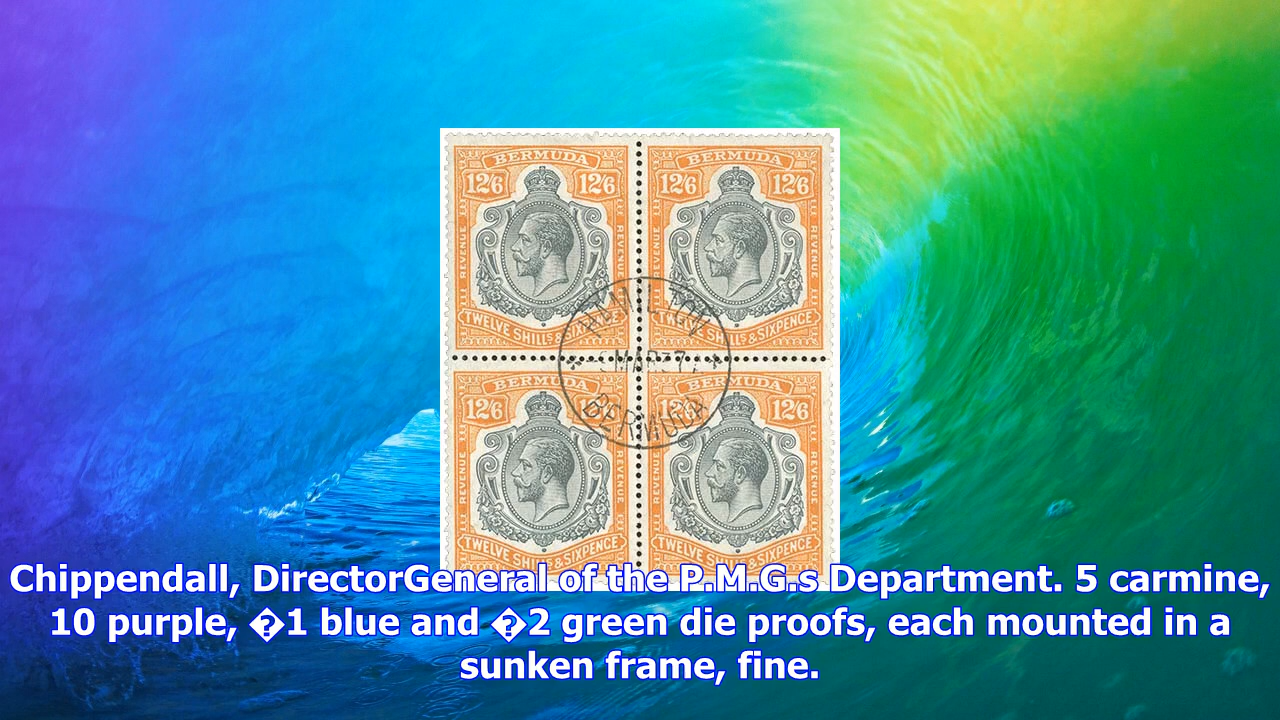 BERMUDA BERMUDA
12/6 12/6 12/6 12/6
REVENUE REVENUE REVENUE REVENUE
TWELVE SHILLS & SIXPENCE TWELVE SHILLS & SIXPENCE
HAMILTON
MAR 37
BERMUDA
BERMUDA BERMUDA
12/6 12/6 12/6 12/6
REVENUE REVENUE REVENUE REVENUE
TWELVE SHILLS & SIXPENCE TWELVE SHILLS & SIXPENCE
Chippendall, DirectorGeneral of the P.M.G.s Department. 5 carmine,
10 purple, �1 blue and �2 green die proofs, each mounted in a
sunken frame, fine.